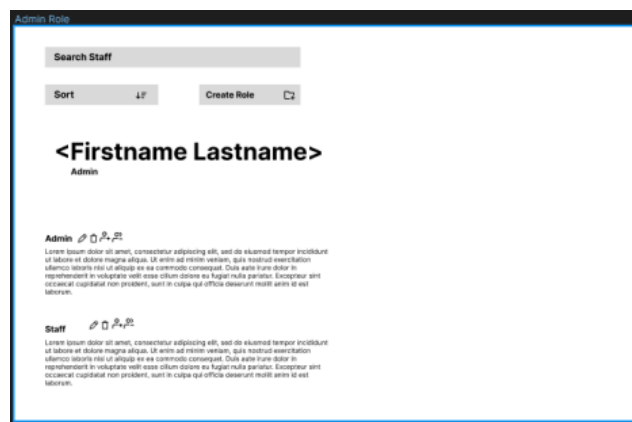 Admin Role
Search Staff
Sort
Create Role
<Firstname Lastname>
Admin
Admin
Lorem ipsum dolor sit amet, consectetur adipiscing elit, sed do eiusmod tempor incididunt
ut labore et dolore magna aliqua. Ut enim ad minim veniam, quis nostrud exercitation
ullamco laboris nisi ut aliquip ex ea commodo consequat. Duis aute irure dolor in
reprehenderit in voluptate velit esse cillum dolore eu fugiat nulla pariatur. Excepteur sint
occaecat cupidatat non proident, sunt in culpa qui officia deserunt mollit anim id est
laborum.
Staff
Lorem ipsum dolor sit amet, consectetur adipiscing elit, sed do eiusmod tempor incididunt
ut labore et dolore magna aliqua. Ut enim ad minim veniam, quis nostrud exercitation
ullamco laboris nisi ut aliquip ex ea commodo consequat. Duis aute irure dolor in
reprehenderit in voluptate velit esse cillum dolore eu fugiat nulla pariatur. Excepteur sint
occaecat cupidatat non proident, sunt in culpa qui officia deserunt mollit anim id est
laborum.